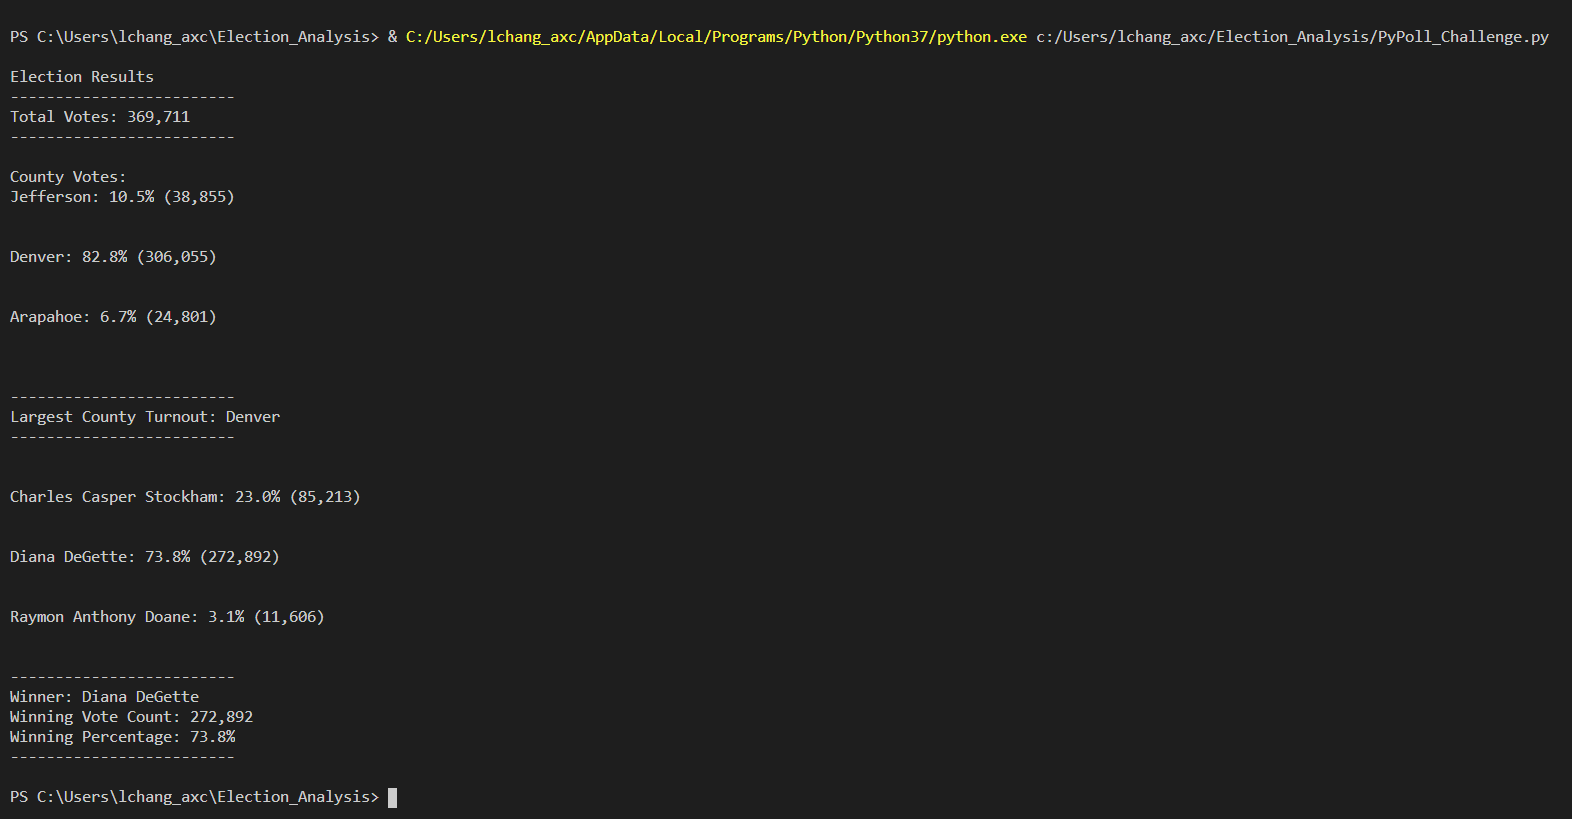 PS C:\Users\lchang_axc\Election_Analysis> & C:/Users/lchang_axc/AppData/Local/Programs/Python/Python37/python.exe c:/Users/lchang_axc/Election_Analysis/PyPoll_Challenge.py
Election Results
-------------------------
Total Votes: 369,711
-------------------------
County Votes:
Jefferson: 10.5% (38,855)
Denver: 82.8% (306,055)
Arapahoe: 6.7% (24,801)
-------------------------
Largest County Turnout: Denver
-------------------------
Charles Casper Stockham: 23.0% (85,213)
Diana DeGette: 73.8% (272,892)
Raymon Anthony Doane: 3.1% (11,606)
-------------------------
Winner: Diana DeGette
Winning Vote Count: 272,892
Winning Percentage: 73.8%
-------------------------
PS C:\Users\lchang_axc\Election_Analysis>